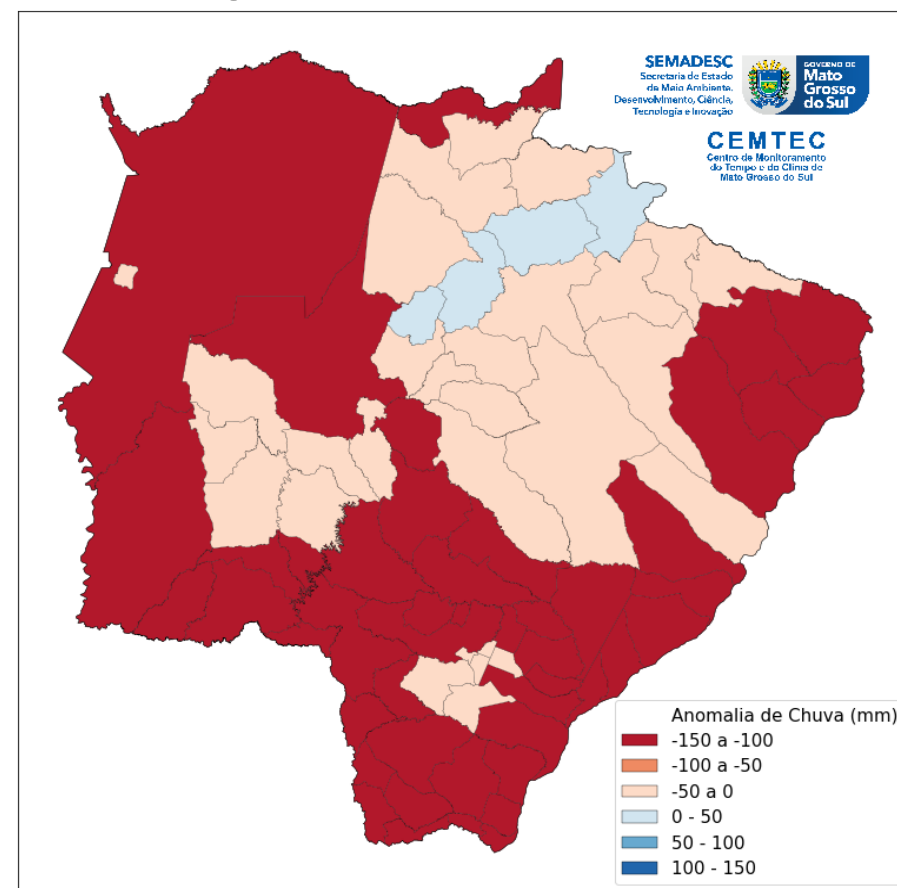 SEMADESC
Secretaria de Estado
de Meio Ambiente,
Desenvolvimento, Ciência,
Tecnologia e Inovação
GOVERNO DE
Mato
Grosso
do Sul
CEMTEC
Centro de Monitoramento
do Tempo e do Clima de
Mato Grosso do Sul
Anomalia de Chuva (mm)
-150 a -100
-100 a -50
-50 a 0
0 - 50
50 - 100
100 - 150